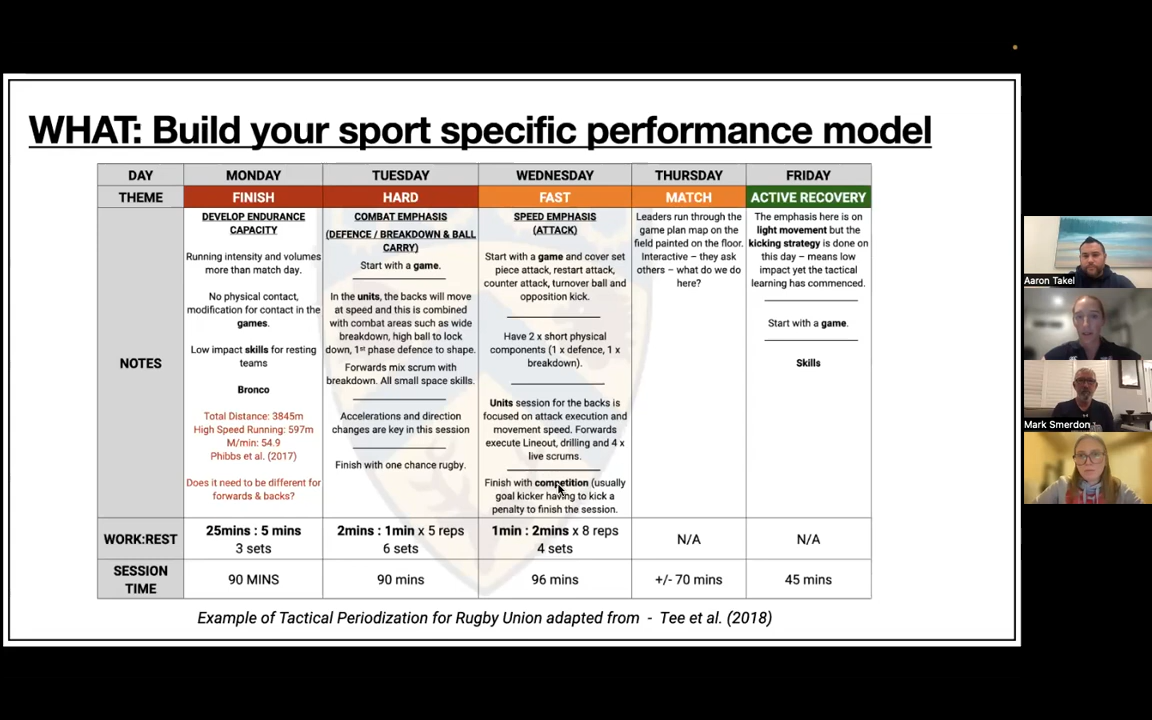 WHAT: Build your sport specific performance model
DAY MONDAY TUESDAY WEDNESDAY THURSDAY FRIDAY
THEME FINISH HARD FAST MATCH ACTIVE RECOVERY
NOTES
DEVELOP ENDURANCE
CAPACITY
Running intensity and volumes
more than match day.
No physical contact,
modification for contact in the
games.
Low impact skills for resting
teams
Bronco
Total Distance: 3845m
High Speed Running: 597m
M/min: 54.9
Phibbs et al. (2017)
Does it need to be different for
forwards & backs?
COMBAT EMPHASIS
(DEFENCE / BREAKDOWN & BALL
CARRY)
Start with a game.
In the units, the backs will move
at speed and this is combined
with combat areas such as wide
breakdown, high ball to lock
down, 1st phase defence to shape.
Forwards mix scrum with
breakdown. All small space skills.
Accelerations and direction
changes are key in this session
Finish with one chance rugby.
SPEED EMPHASIS
(ATTACK)
Start with a game and cover set
piece attack, restart attack,
counter attack, turnover ball and
opposition kick.
Have 2 x short physical
components (1 x defence, 1 x
breakdown).
Units session for the backs is
focused on attack execution and
movement speed. Forwards
execute Lineout, drilling and 4 x
live scrums.
Finish with competition (usually
goal kicker having to kick a
penalty to finish the session.
Leaders run through the
game plan map on the
field painted on the floor.
Interactive – they ask
others – what do we do
here?
The emphasis here is on
light movement but the
kicking strategy is done on
this day – means low
impact yet the tactical
learning has commenced.
Start with a game.
Skills
WORK:REST
25mins : 5 mins
3 sets
2mins : 1min x 5 reps
6 sets
1min : 2mins x 8 reps
4 sets
N/A
N/A
SESSION
TIME
90 MINS
90 mins
96 mins
+/- 70 mins
45 mins
Example of Tactical Periodization for Rugby Union adapted from - Tee et al. (2018)
Aaron Takel
Mark Smerdon